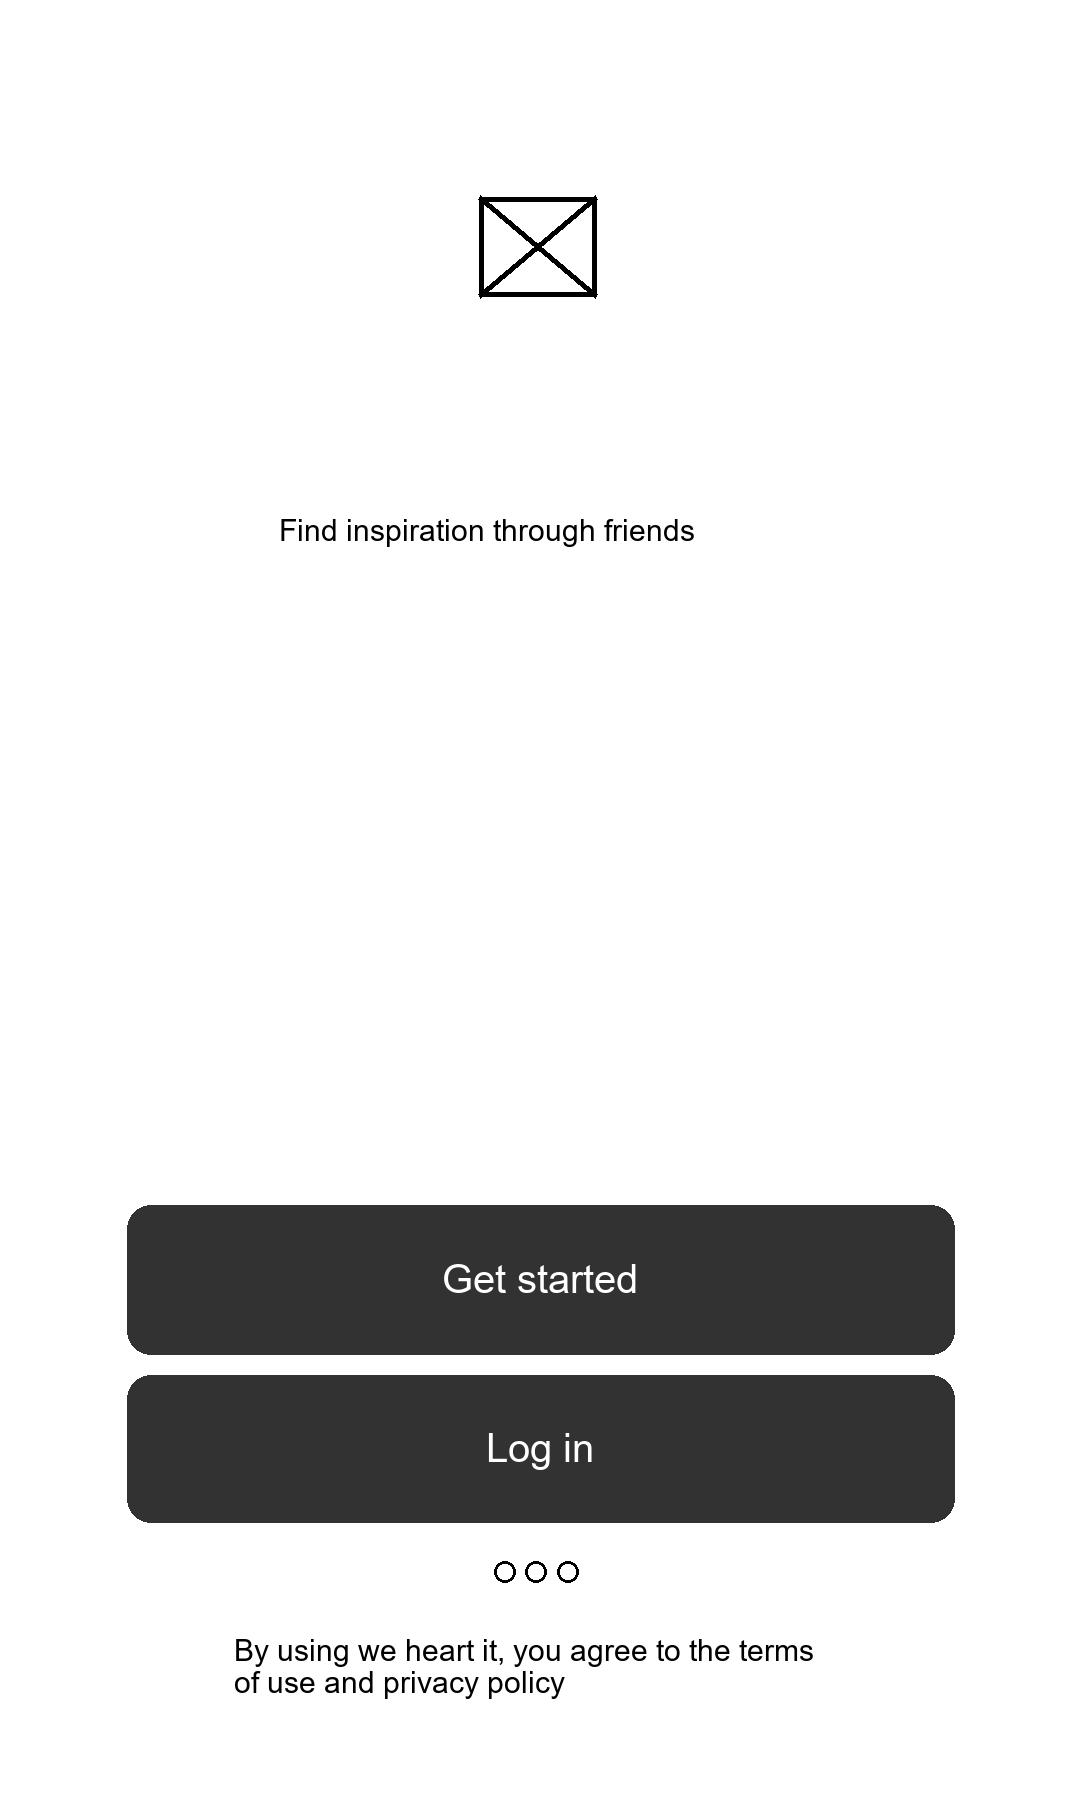 Find inspiration through friends
Get started
Log in
By using we heart it, you agree to the terms
of use and privacy policy